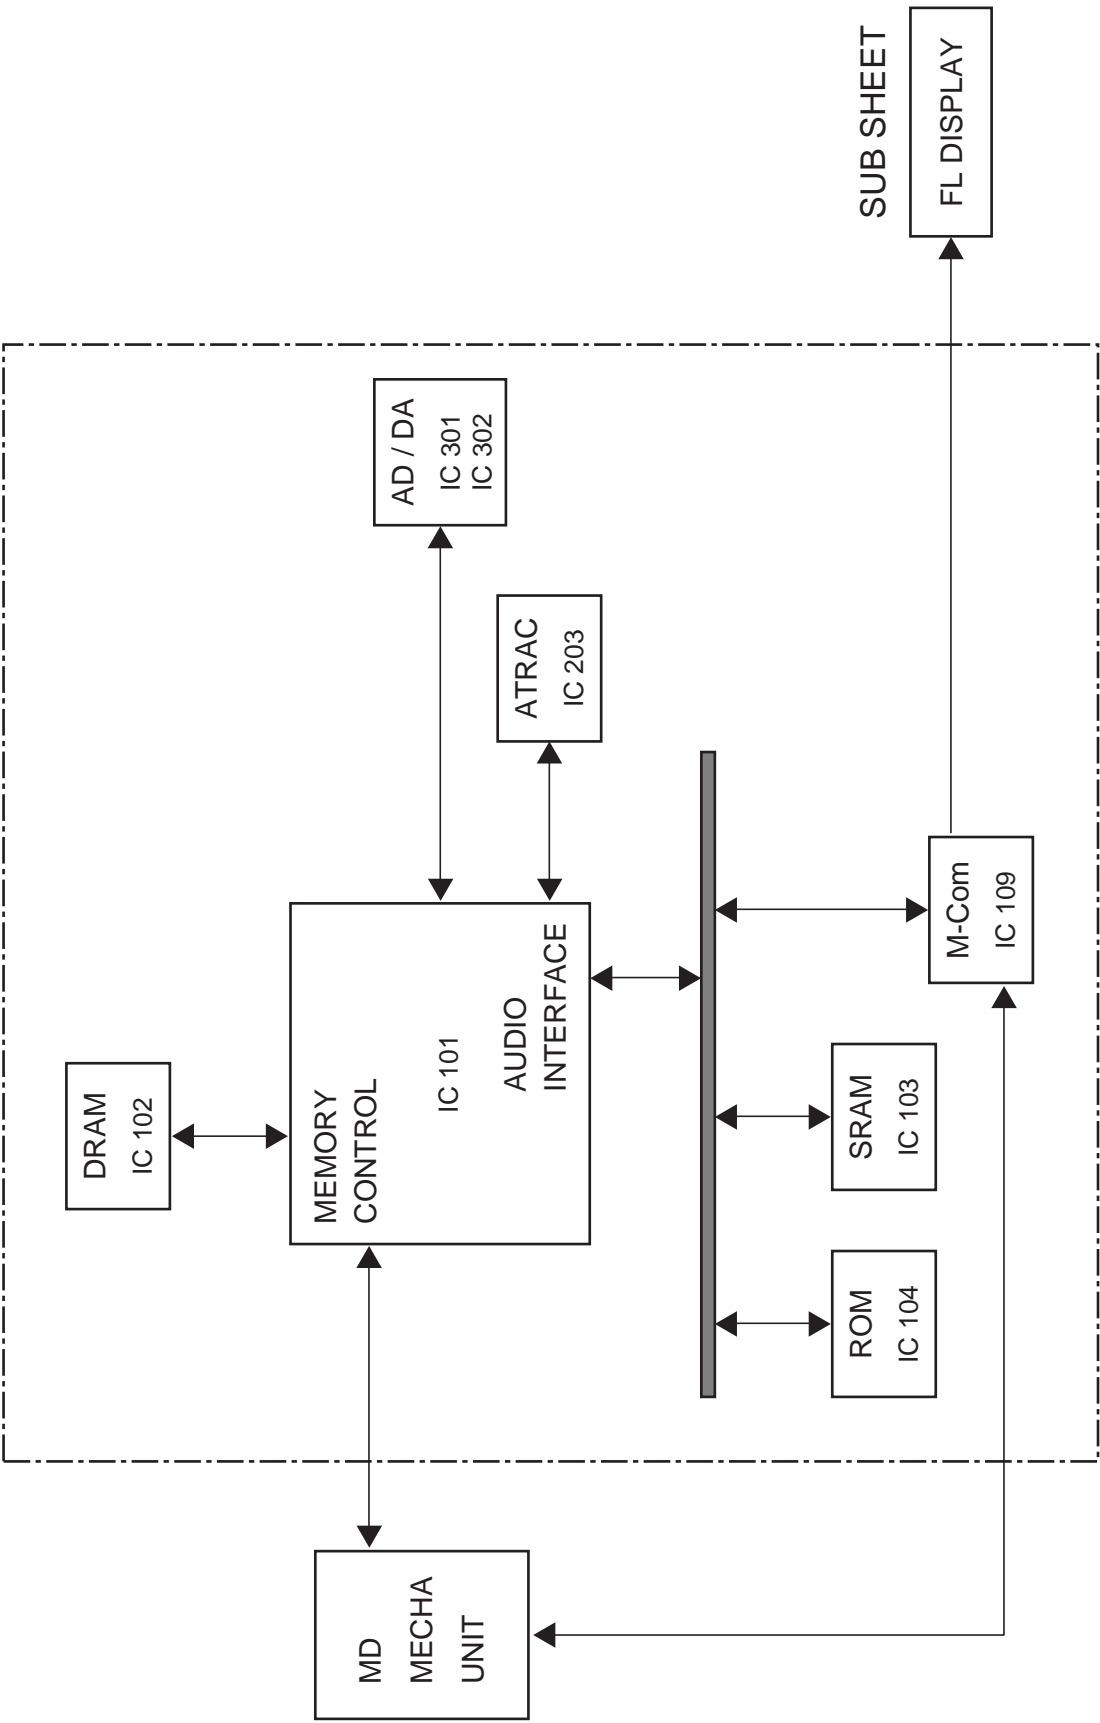 DRAM
IC 102
MD
MECHA
UNIT
MEMORY
CONTROL
IC 101
AUDIO
INTERFACE
AD / DA
IC 301
IC 302
ATRAC
IC 203
ROM
IC 104
SRAM
IC 103
M-Com
IC 109
SUB SHEET
FL DISPLAY